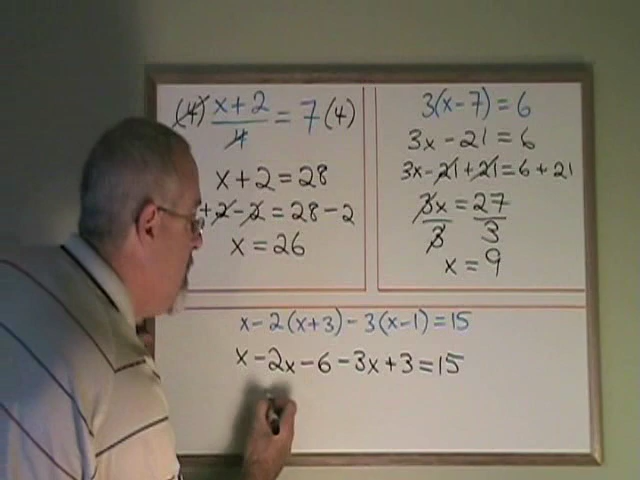 (4) x+2/4 = 7(4)
x+2=28
+2-2=28-2
x=26
3(x-7)=6
3x-21=6
3x-21+21=6+21
3x/3=27/3
x=9
x-2(x+3)-3(x-1)=15
x-2x-6-3x+3=15